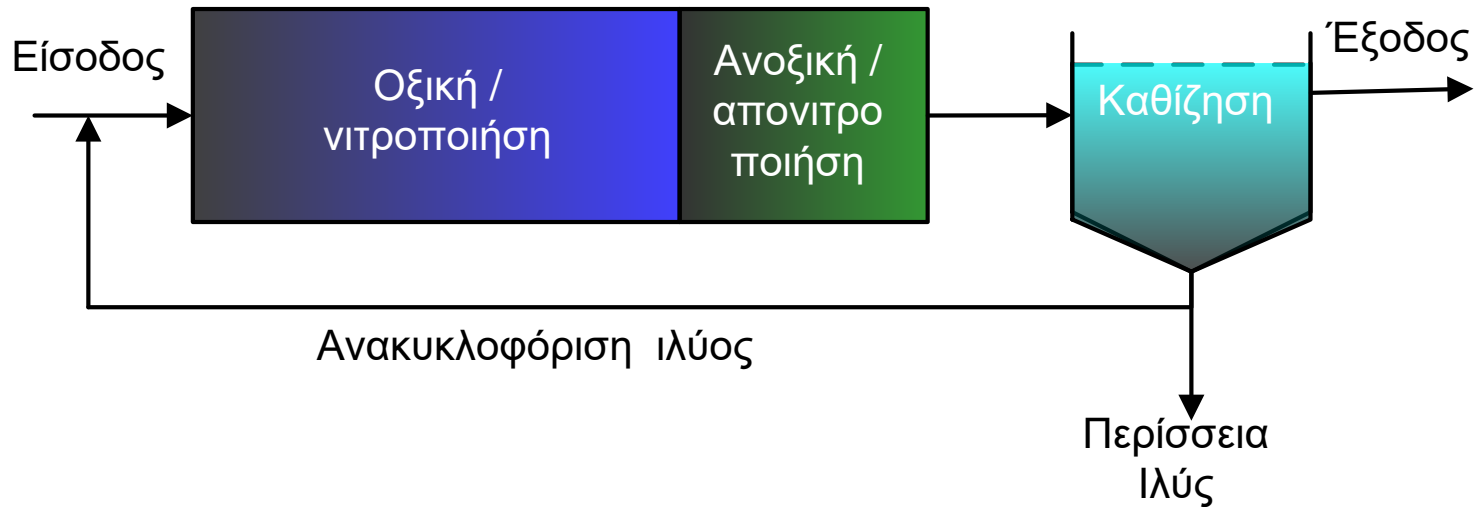 Είσοδος
Οξική /
νιτροποιήση
Ανοξική /
απονιτρο
ποιήση
Καθίζηση
Έξοδος
Ανακυκλοφόριση ιλύος
Περίσσεια
Ιλύς